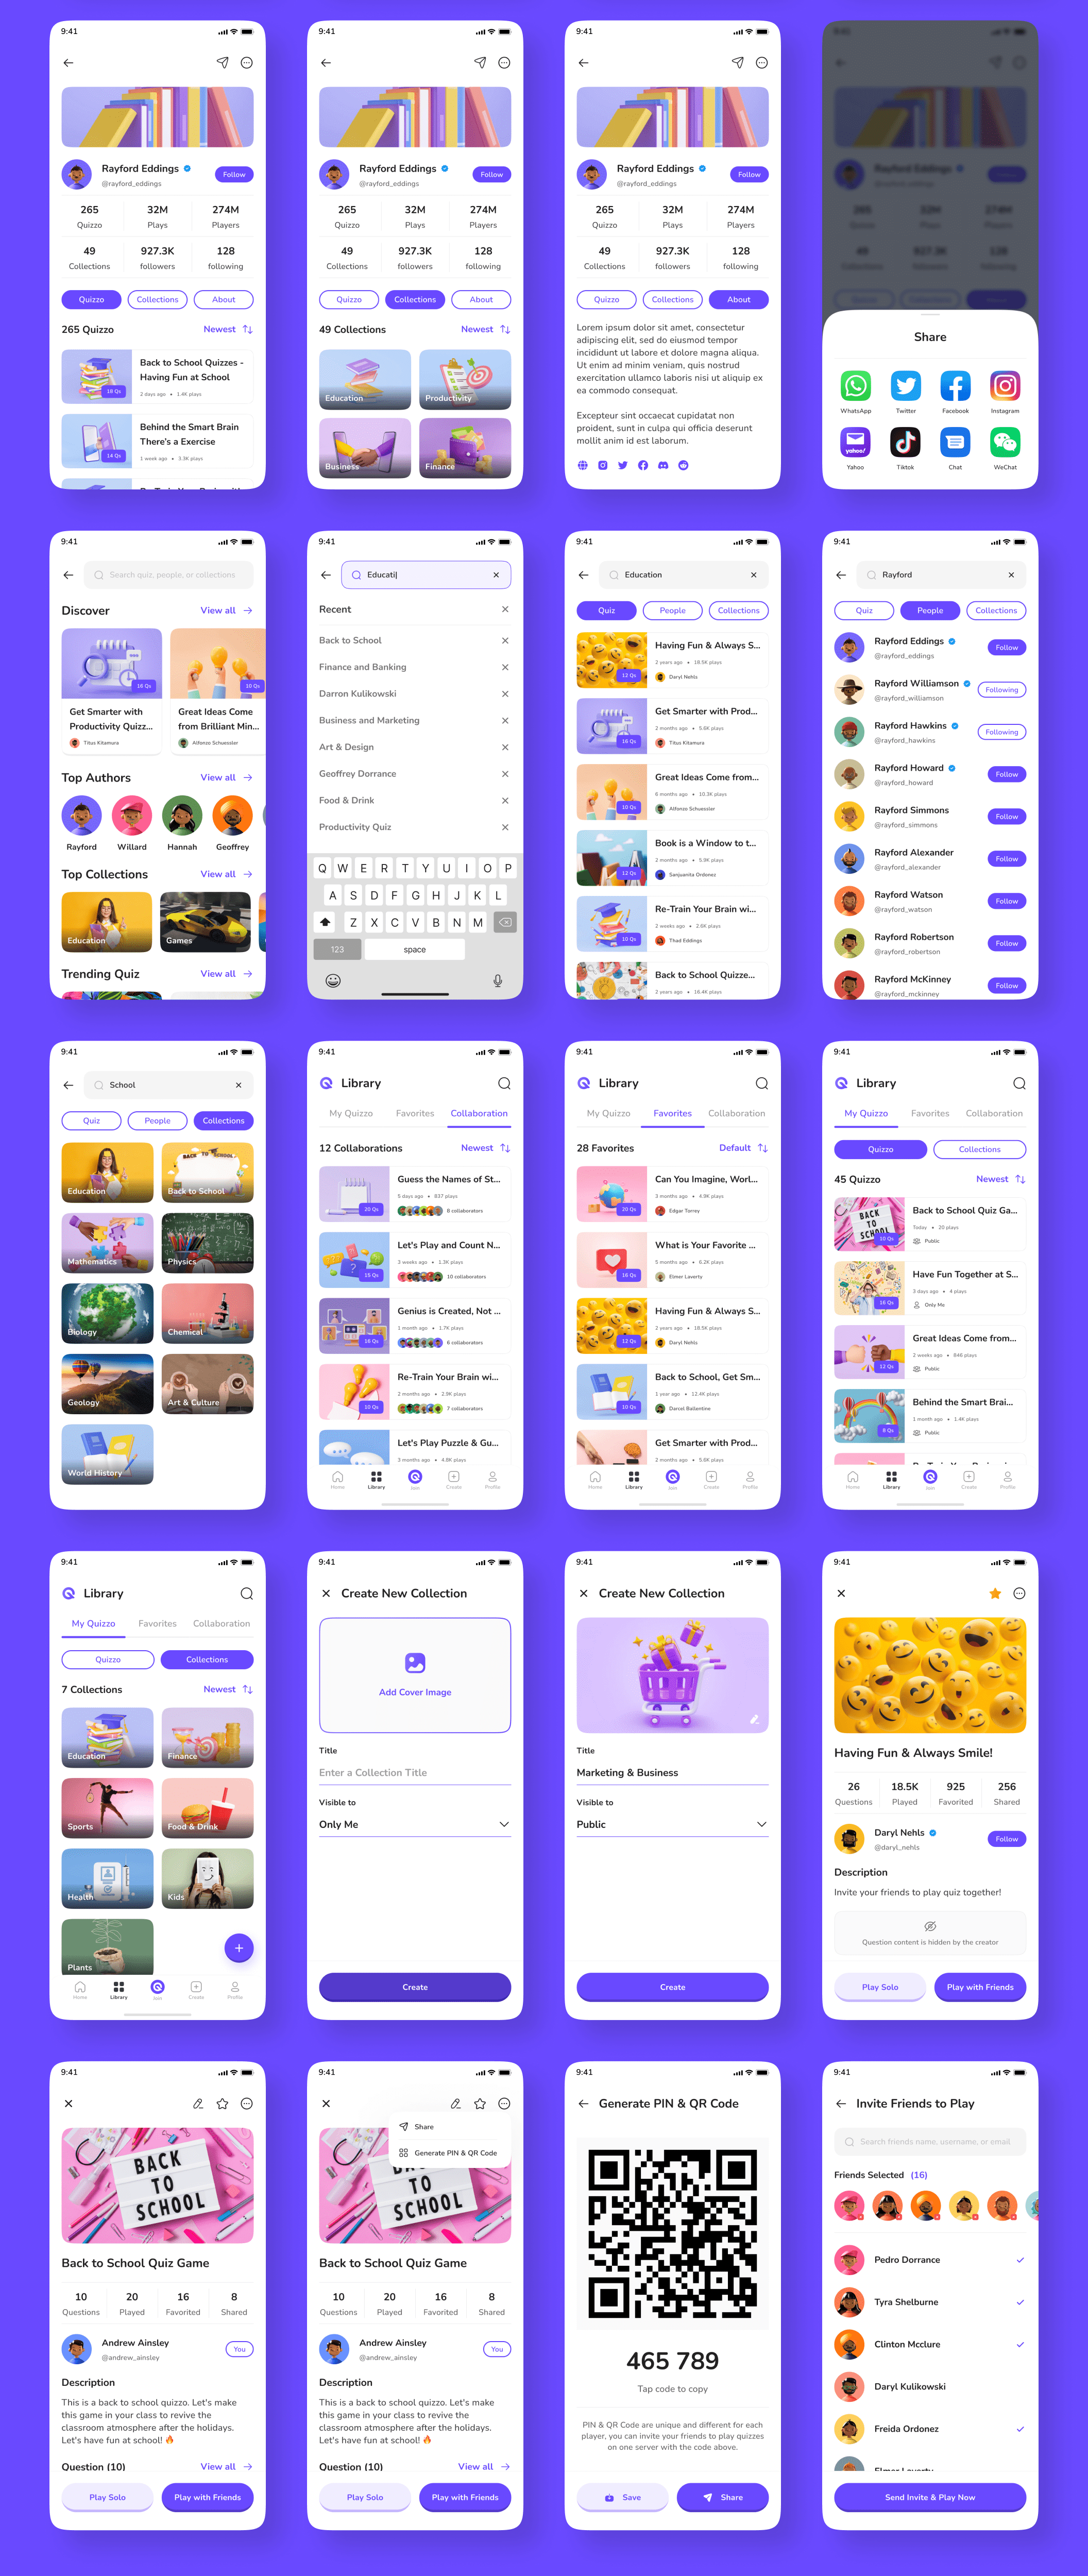 9:41
Rayford Eddings
@rayford_eddings
Follow
265 32M 274M
Quizzo Plays Players
49 927.3K 128
Collections followers following
Quizzo Collections About
265 Quizzo Newest
Back to School Quizzes -
Having Fun at School
2 days ago • 1.4K plays
16 Qs
Behind the Smart Brain
There's a Exercise
1 week ago • 3.3K plays
14 Qs
9:41
Rayford Eddings
@rayford_eddings
Follow
265 32M 274M
Quizzo Plays Players
49 927.3K 128
Collections followers following
Quizzo Collections About
49 Collections Newest
Education Productivity
Business Finance
9:41
Rayford Eddings
@rayford_eddings
Follow
265 32M 274M
Quizzo Plays Players
49 927.3K 128
Collections followers following
Quizzo Collections About
Lorem ipsum dolor sit amet, consectetur
adipiscing elit, sed do eiusmod tempor
incididunt ut labore et dolore magna aliqua.
Ut enim ad minim veniam, quis nostrud
exercitation ullamco laboris nisi ut aliquip ex
ea commodo consequat.
Excepteur sint occaecat cupidatat non
proident, sunt in culpa qui officia deserunt
mollit anim id est laborum.
Share
WhatsApp Twitter Facebook Instagram
yahoo!
Yahoo Tiktok Chat WeChat
9:41
Search quiz, people, or collections
Discover View all
16 Qs 10 Qs
Get Smarter with
Productivity Quizz...
Titus Kitamura
Great Ideas Come
from Brilliant Min...
Alfonzo Schuessler
Top Authors View all
Rayford Willard Hannah Geoffrey
Top Collections View all
Education Games
Trending Quiz View all
9:41
Educati
Recent
Back to School
Finance and Banking
Darron Kulikowski
Business and Marketing
Art & Design
Geoffrey Dorrance
Food & Drink
Productivity Quiz
Q W E R T Y U I O P
A S D F G H J K L
Z X C V B N M
123 space
9:41
Education
Quiz People Collections
Having Fun & Always S...
2 years ago • 18.5K plays
12 Qs
Daryl Nehls
Get Smarter with Prod...
2 months ago • 5.6K plays
16 Qs
Titus Kitamura
Great Ideas Come from...
6 months ago • 10.3K plays
10 Qs
Alfonzo Schuessler
Book is a Window to t...
2 months ago • 5.9K plays
12 Qs
Sanjuanita Ordonez
Re-Train Your Brain wi...
2 weeks ago • 2.6K plays
10 Qs
Thad Eddings
Back to School Quizze...
2 years ago • 16.4K plays
9:41
Rayford
Quiz People Collections
Rayford Eddings
@rayford_eddings
Follow
Rayford Williamson
@rayford_williamson
Following
Rayford Hawkins
@rayford_hawkins
Following
Rayford Howard
@rayford_howard
Follow
Rayford Simmons
@rayford_simmons
Follow
Rayford Alexander
@rayford_alexander
Follow
Rayford Watson
@rayford_watson
Follow
Rayford Robertson
@rayford_robertson
Follow
Rayford McKinney
@rayford_mckinney
Follow
9:41
School
Quiz People Collections
Education Back to School
Mathematics Physics
Biology Chemical
Geology Art & Culture
World History
9:41
Library
My Quizzo Favorites Collaboration
12 Collaborations Newest
Guess the Names of St...
5 days ago • 837 plays
20 Qs
8 collaborators
Let's Play and Count N...
3 weeks ago • 1.3K plays
15 Qs
10 collaborators
Genius is Created, Not ...
1 month ago • 1.7K plays
16 Qs
6 collaborators
Re-Train Your Brain wi...
2 months ago • 2.9K plays
10 Qs
7 collaborators
Let's Play Puzzle & Gu...
3 months ago • 4.8K plays
Home Library Join Create Profile
9:41
Library
My Quizzo Favorites Collaboration
28 Favorites Default
Can You Imagine, Worl...
3 months ago • 4.9K plays
20 Qs
Edgar Torrey
What is Your Favorite ...
5 months ago • 6.2K plays
16 Qs
Elmer Laverty
Having Fun & Always S...
2 years ago • 18.5K plays
12 Qs
Daryl Nehls
Back to School, Get Sm...
1 year ago • 12.4K plays
10 Qs
Darcel Ballentine
Get Smarter with Prod...
2 months ago • 5.6K plays
Home Library Join Create Profile
9:41
Library
My Quizzo Favorites Collaboration
Quizzo Collections
45 Quizzo Newest
BACK
TO
SCHOOL
Back to School Quiz Ga...
Today • 20 plays
10 Qs
Public
Have Fun Together at S...
3 days ago • 4 plays
16 Qs
Only Me
Great Ideas Come from...
2 weeks ago • 846 plays
12 Qs
Public
Behind the Smart Brai...
1 month ago • 1.4K plays
8 Qs
Public
Home Library Join Create Profile
9:41
Library
My Quizzo Favorites Collaboration
Quizzo Collections
7 Collections Newest
Education Finance
Sports Food & Drink
Health Kids
Plants
Home Library Join Create Profile
9:41
Create New Collection
Add Cover Image
Title
Enter a Collection Title
Visible to
Only Me
Create
9:41
Create New Collection
Title
Marketing & Business
Visible to
Public
Create
9:41
Having Fun & Always Smile!
26 18.5K 925 256
Questions Played Favorited Shared
Daryl Nehls
@daryl_nehls
Follow
Description
Invite your friends to play quiz together!
Question content is hidden by the creator
Play Solo Play with Friends
9:41
BACK
TO
SCHOOL
Back to School Quiz Game
10 20 16 8
Questions Played Favorited Shared
Andrew Ainsley
@andrew_ainsley
You
Description
This is a back to school quizzo. Let's make
this game in your class to revive the
classroom atmosphere after the holidays.
Let's have fun at school! 🔥
Question (10) View all
Play Solo Play with Friends
9:41
Share
Generate PIN & QR Code
BACK
TO
SCHOOL
Back to School Quiz Game
10 20 16 8
Questions Played Favorited Shared
Andrew Ainsley
@andrew_ainsley
You
Description
This is a back to school quizzo. Let's make
this game in your class to revive the
classroom atmosphere after the holidays.
Let's have fun at school! 🔥
Question (10) View all
Play Solo Play with Friends
9:41
Generate PIN & QR Code
465 789
Tap code to copy
PIN & QR Code are unique and different for each
player, you can invite your friends to play quizzes
on one server with the code above.
Save Share
9:41
Invite Friends to Play
Search friends name, username, or email
Friends Selected (16)
Pedro Dorrance
Tyra Shelburne
Clinton Mcclure
Daryl Kulikowski
Freida Ordonez
Send Invite & Play Now